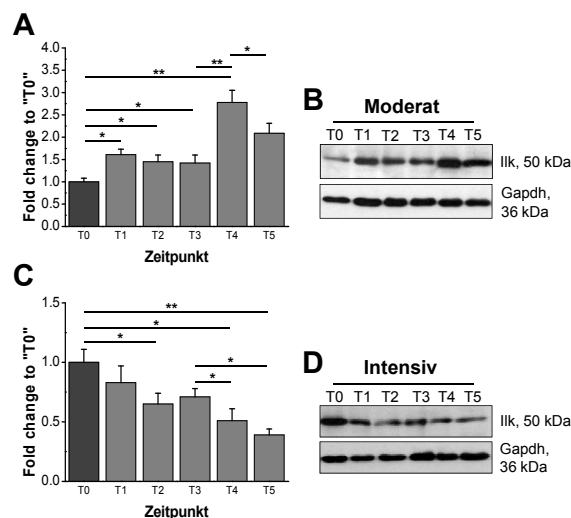 A
Fold change to "T0"
4.0
3.5
3.0
2.5
2.0
1.5
1.0
0.5
0.0
**
**
*
*
*
*
T0 T1 T2 T3 T4 T5
Zeitpunkt
B
Moderat
T0 T1 T2 T3 T4 T5
Ilk, 50 kDa
Gapdh,
36 kDa
C
Fold change to "T0"
1.5
1.0
0.5
0.0
**
*
*
*
*
T0 T1 T2 T3 T4 T5
Zeitpunkt
D
Intensiv
T0 T1 T2 T3 T4 T5
Ilk, 50 kDa
Gapdh,
36 kDa